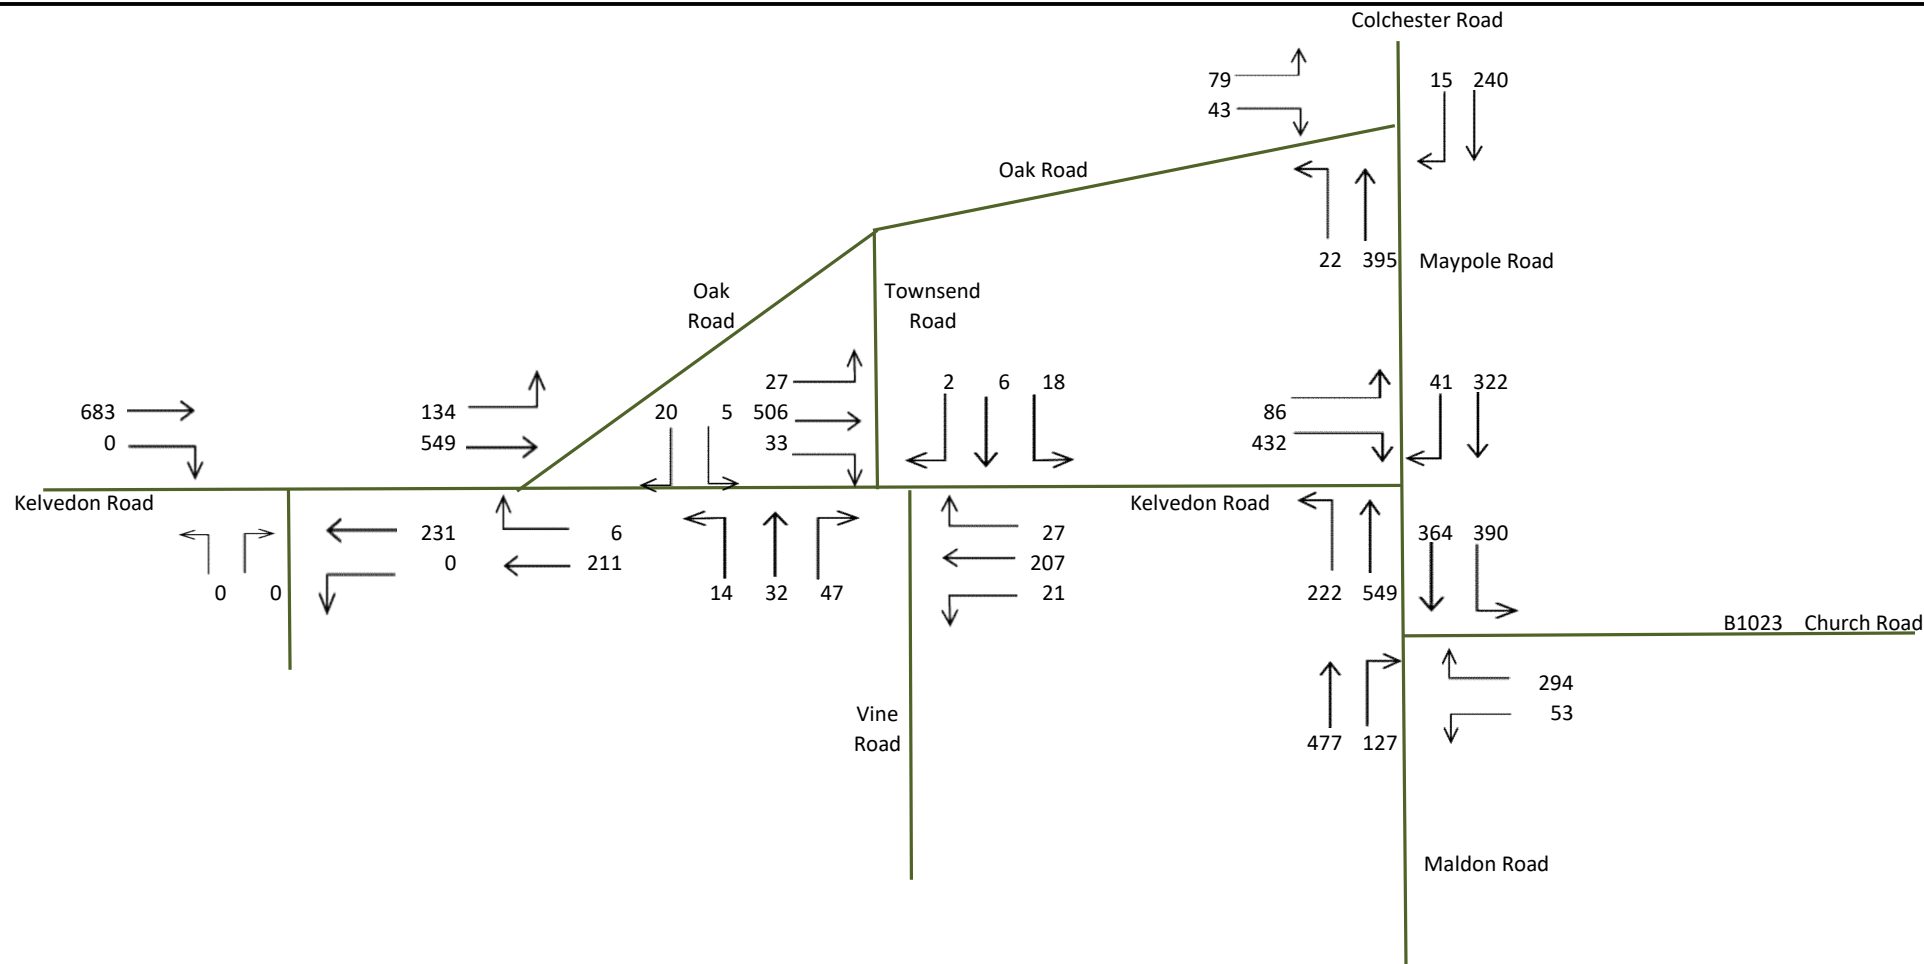 Colchester Road
79
15 240
43
Oak Road
22 395 Maypole Road
Oak
Road
Townsend
Road
27
2 6 18
41 322
683
134
20 5 506
86
0
549
33
432
Kelvedon Road
Kelvedon Road
231
6
27
364 390
0
211
207
0 0
14 32 47
21
222 549
B1023 Church Road
294
Vine
Road
53
477 127
Maldon Road